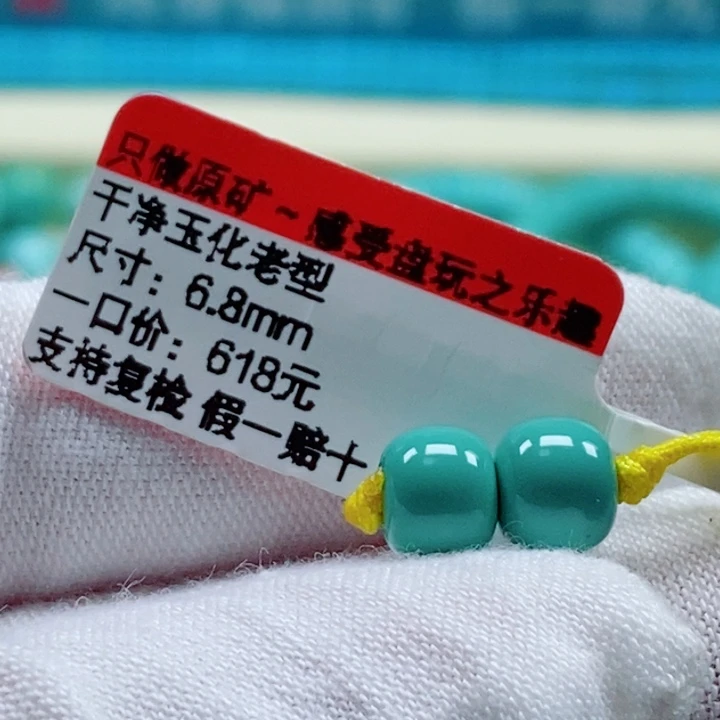 只做原矿~感受盘玩之乐趣
干净玉化老型
尺寸：6.8mm
一口价：618元
支持复检 假一赔十